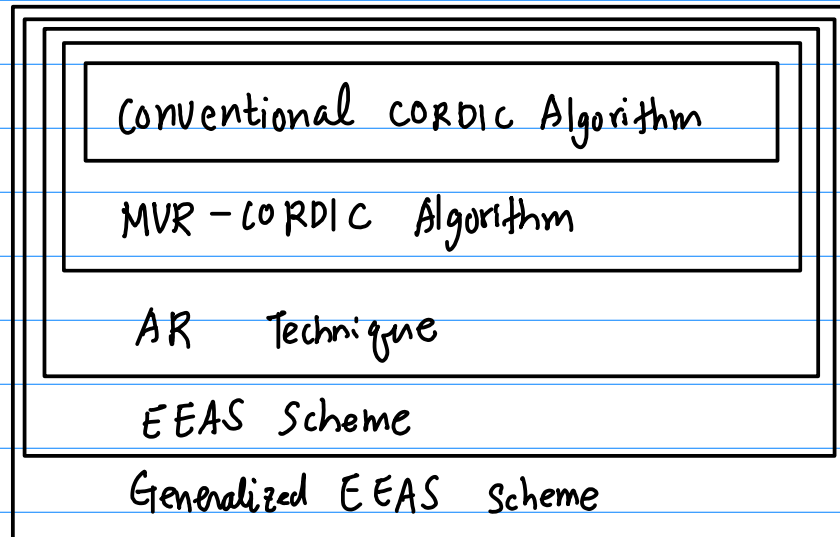 Conventional CORDIC Algorithm
MVR-CORDIC Algorithm
AR Technique
EEAS Scheme
Generalized EEAS scheme